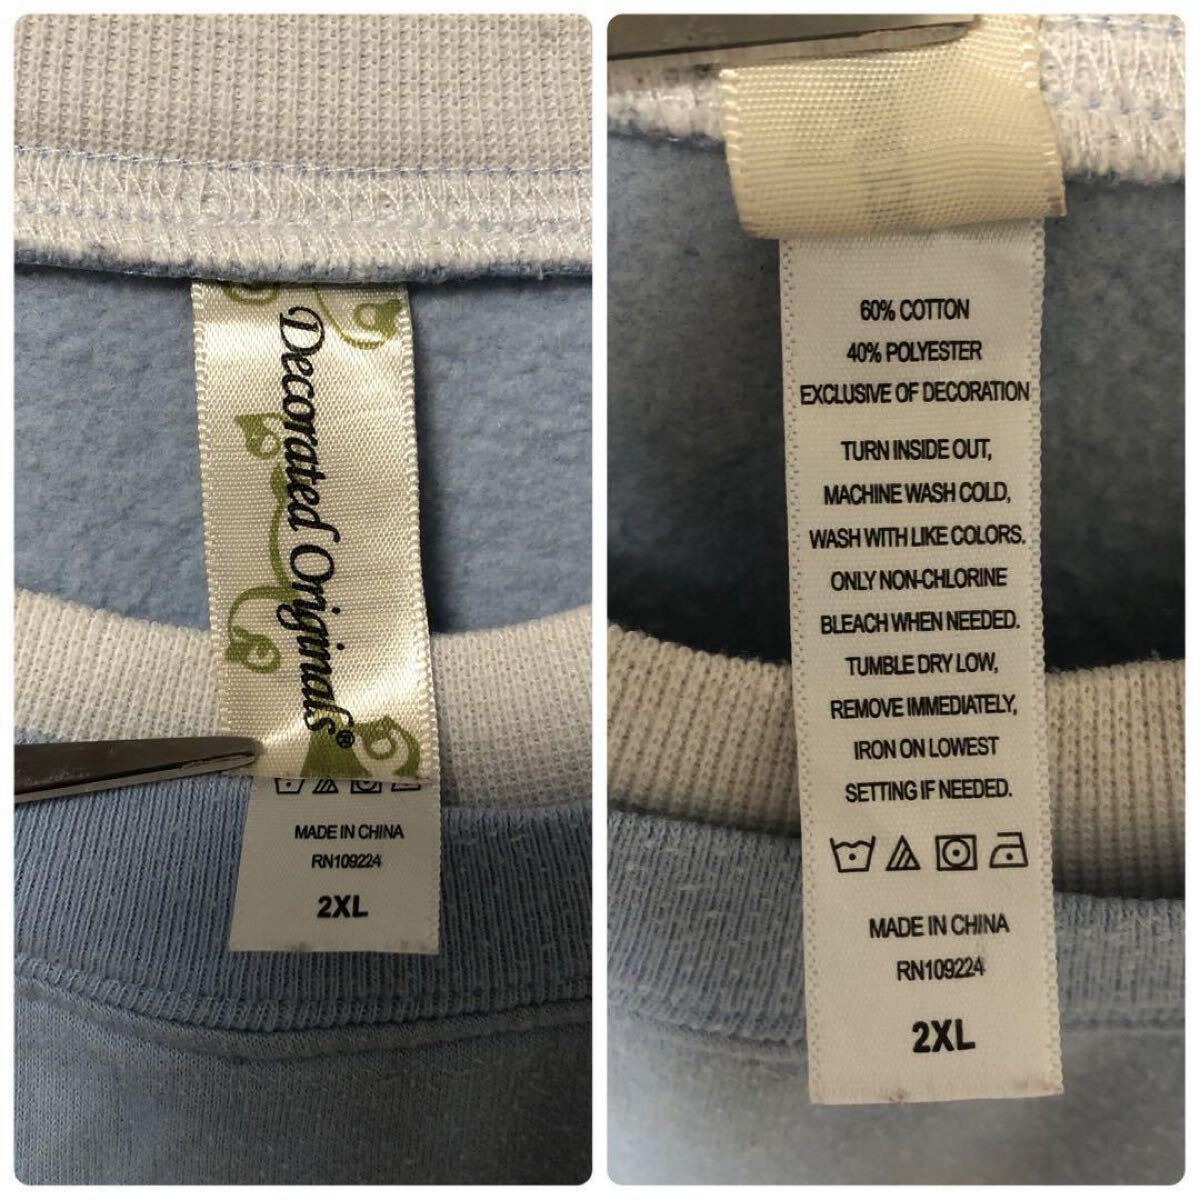 Decorated Originals®
MADE IN CHINA
RN109224
2XL
60% COTTON
40% POLYESTER
EXCLUSIVE OF DECORATION
TURN INSIDE OUT,
MACHINE WASH COLD,
WASH WITH LIKE COLORS.
ONLY NON-CHLORINE
BLEACH WHEN NEEDED.
TUMBLE DRY LOW,
REMOVE IMMEDIATELY,
IRON ON LOWEST
SETTING IF NEEDED.
MADE IN CHINA
RN109224
2XL